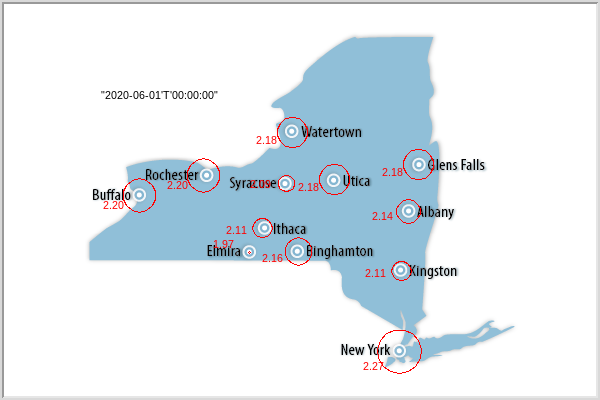 "2020-06-01'T'00:00:00"
Watertown
2.18
Glens Falls
2.18
Rochester
2.20
Syracuse
Utica
2.18
Buffalo
2.20
Albany
2.14
Ithaca
2.11
Elmira
1.97
Binghamton
2.16
Kingston
2.11
New York
2.27